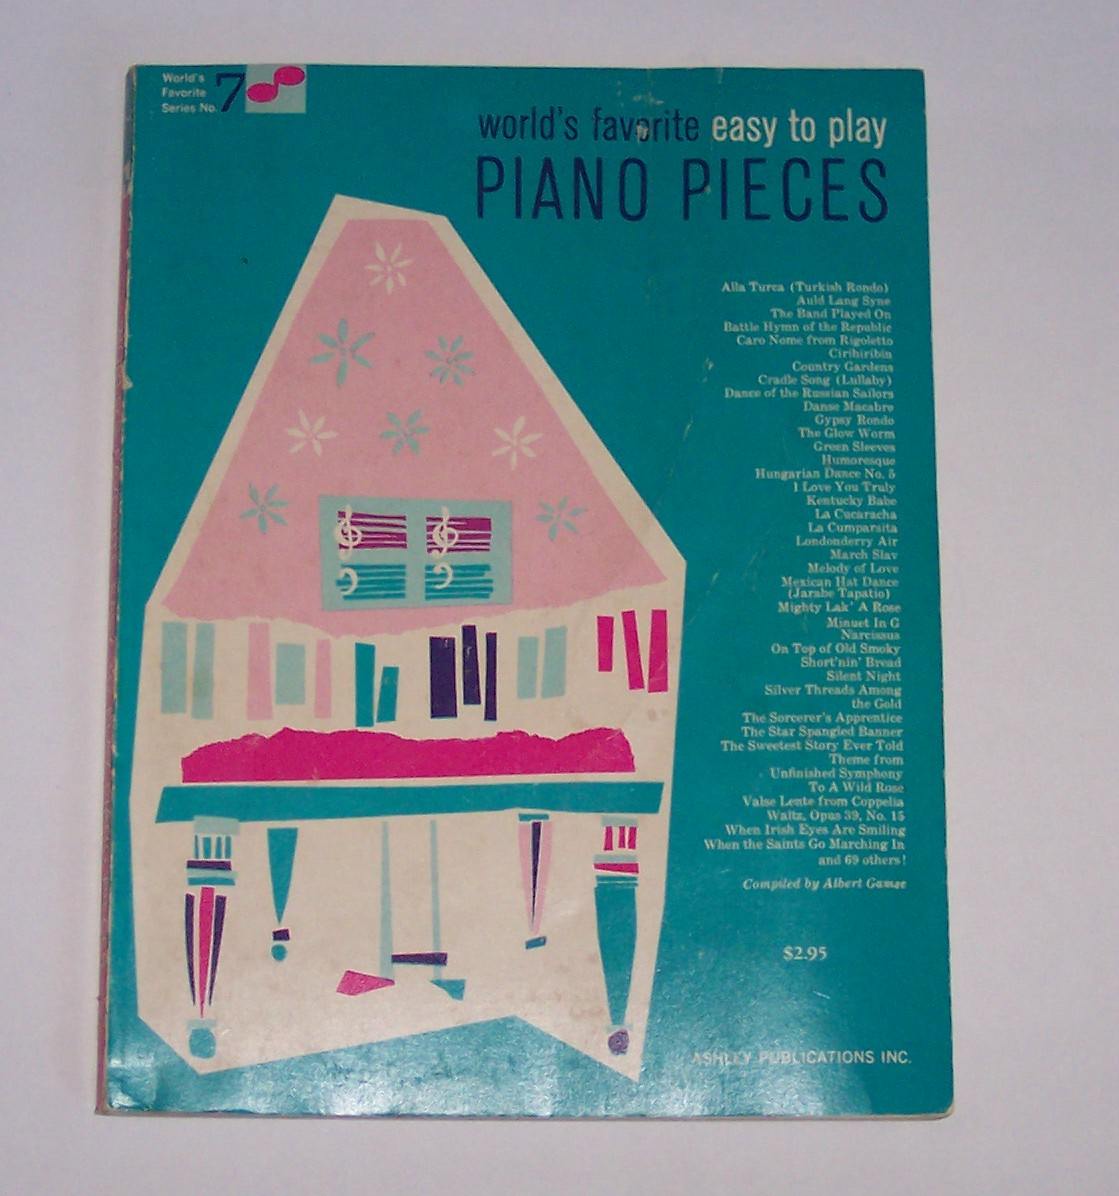 World's
Favorite
Series No. 7
world's favorite easy to play
PIANO PIECES
Alla Turca (Turkish Rondo)
Auld Lang Syne
The Band Played On
Battle Hymn of the Republic
Caro Nome from Rigoletto
Ciribiribin
Country Gardens
Cradle Song (Lullaby)
Dance of the Russian Sailors
Danse Macabre
Gypsy Rondo
The Glow Worm
Green Sleeves
Humoresque
Hungarian Dance No. 5
I Love You Truly
Kentucky Babe
La Cucaracha
La Cumparsita
Londonderry Air
March Slav
Melody of Love
Mexican Hat Dance
(Jarabe Tapatio)
Mighty Lak' A Rose
Minuet In G
Narcissus
On Top of Old Smoky
Short'nin' Bread
Silent Night
Silver Threads Among
the Gold
The Sorcerer's Apprentice
The Star Spangled Banner
The Sweetest Story Ever Told
Theme from
Unfinished Symphony
To A Wild Rose
Valse Lente from Coppelia
Waltz, Opus 39, No. 15
When Irish Eyes Are Smiling
When the Saints Go Marching In
and 69 others!
Compiled by Albert Gamse
$2.95
ASHLEY PUBLICATIONS INC.